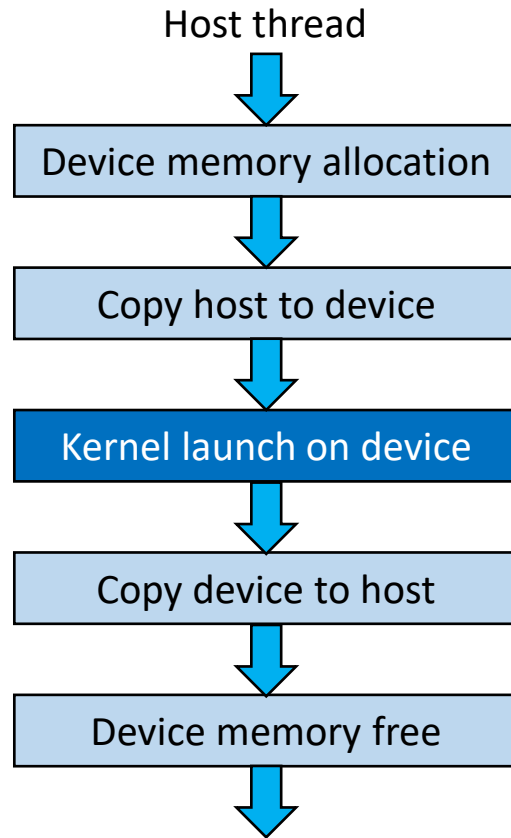 Host thread
Device memory allocation
Copy host to device
Kernel launch on device
Copy device to host
Device memory free